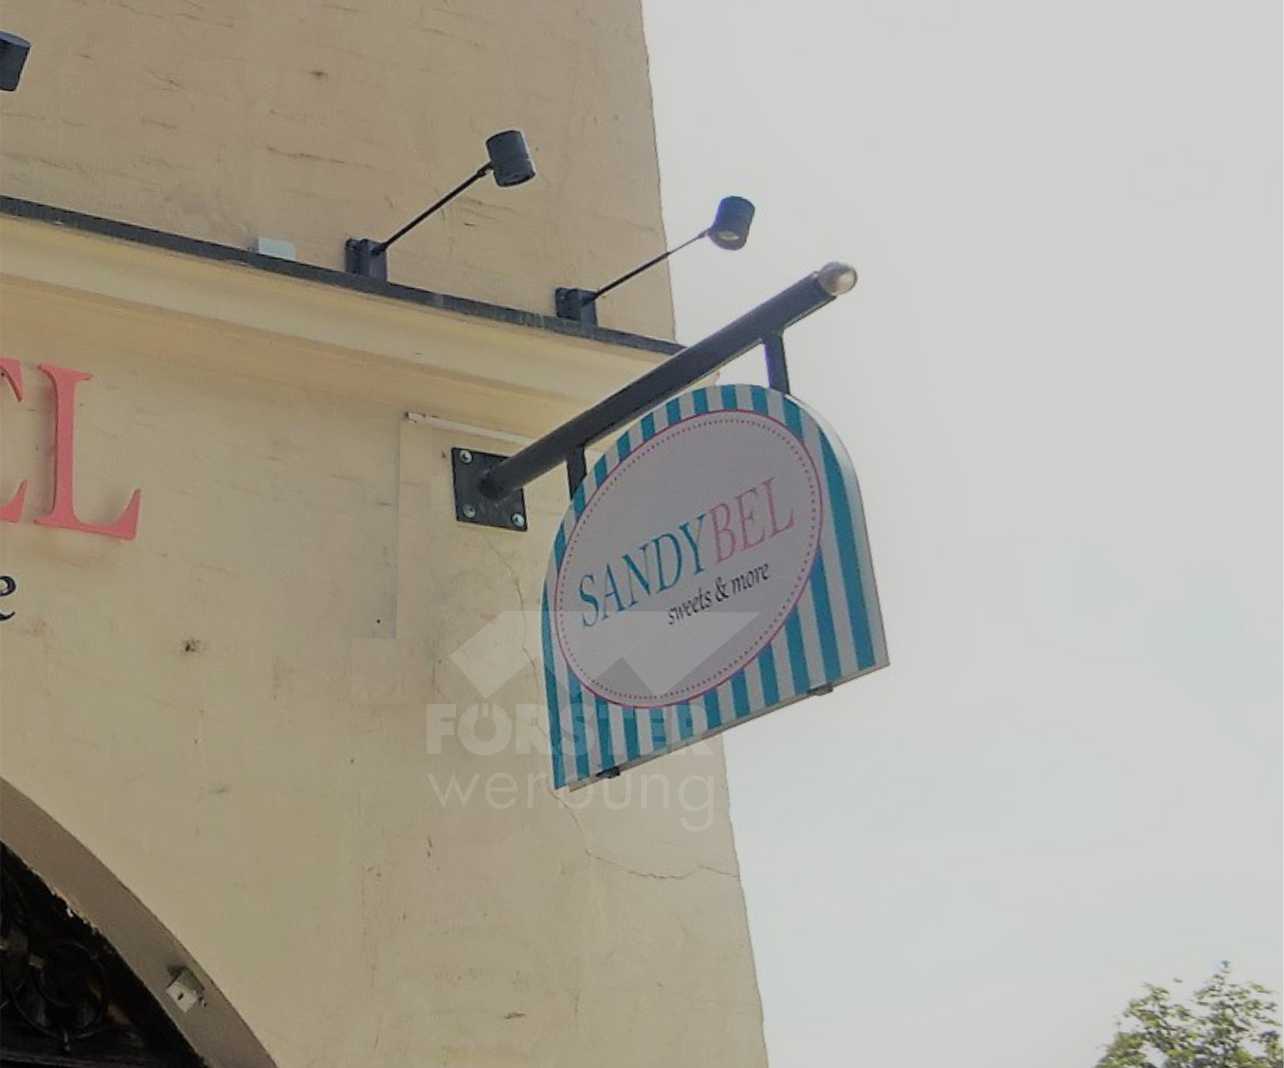 EL
e
SANDYBEL
sweets & more
FÖRSTER
werbung